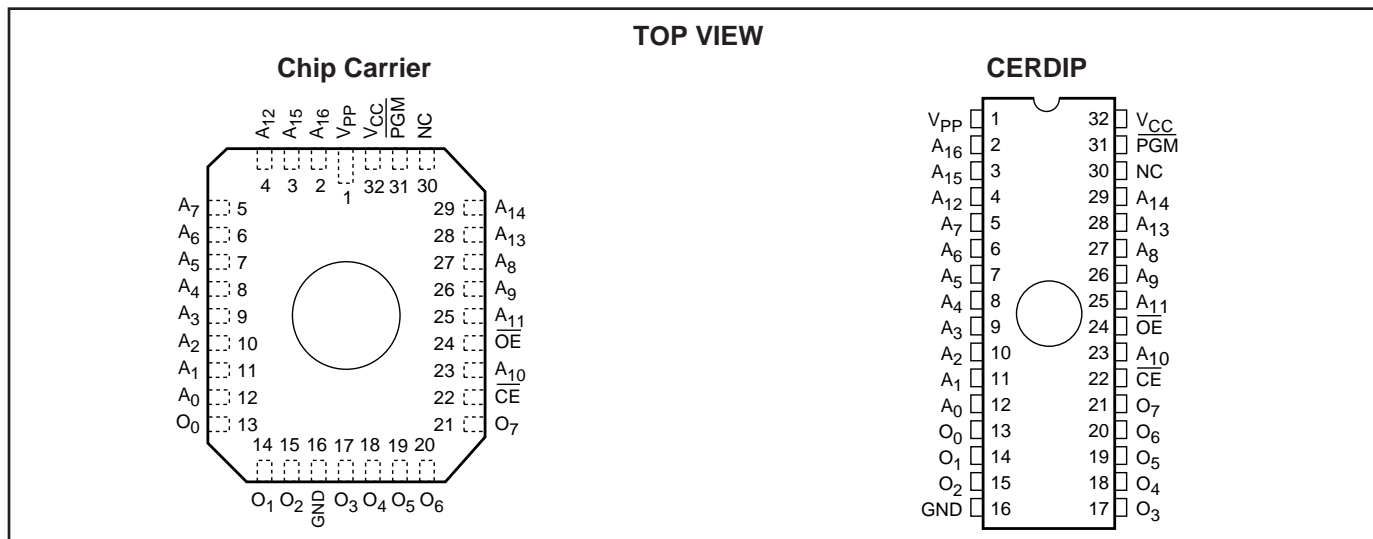 TOP VIEW
Chip Carrier
A12 A15 A16 VPP VCC PGM NC
4 3 2 1 32 31 30
A7 5 29 A14
A6 6 28 A13
A5 7 27 A8
A4 8 26 A9
A3 9 25 A11
A2 10 24 OE
A1 11 23 A10
A0 12 22 CE
O0 13 21 O7
14 15 16 17 18 19 20
O1 O2 GND O3 O4 O5 O6
CERDIP
VPP 1 32 VCC
A16 2 31 PGM
A15 3 30 NC
A12 4 29 A14
A7 5 28 A13
A6 6 27 A8
A5 7 26 A9
A4 8 25 A11
A3 9 24 OE
A2 10 23 A10
A1 11 22 CE
A0 12 21 O7
O0 13 20 O6
O1 14 19 O5
O2 15 18 O4
GND 16 17 O3